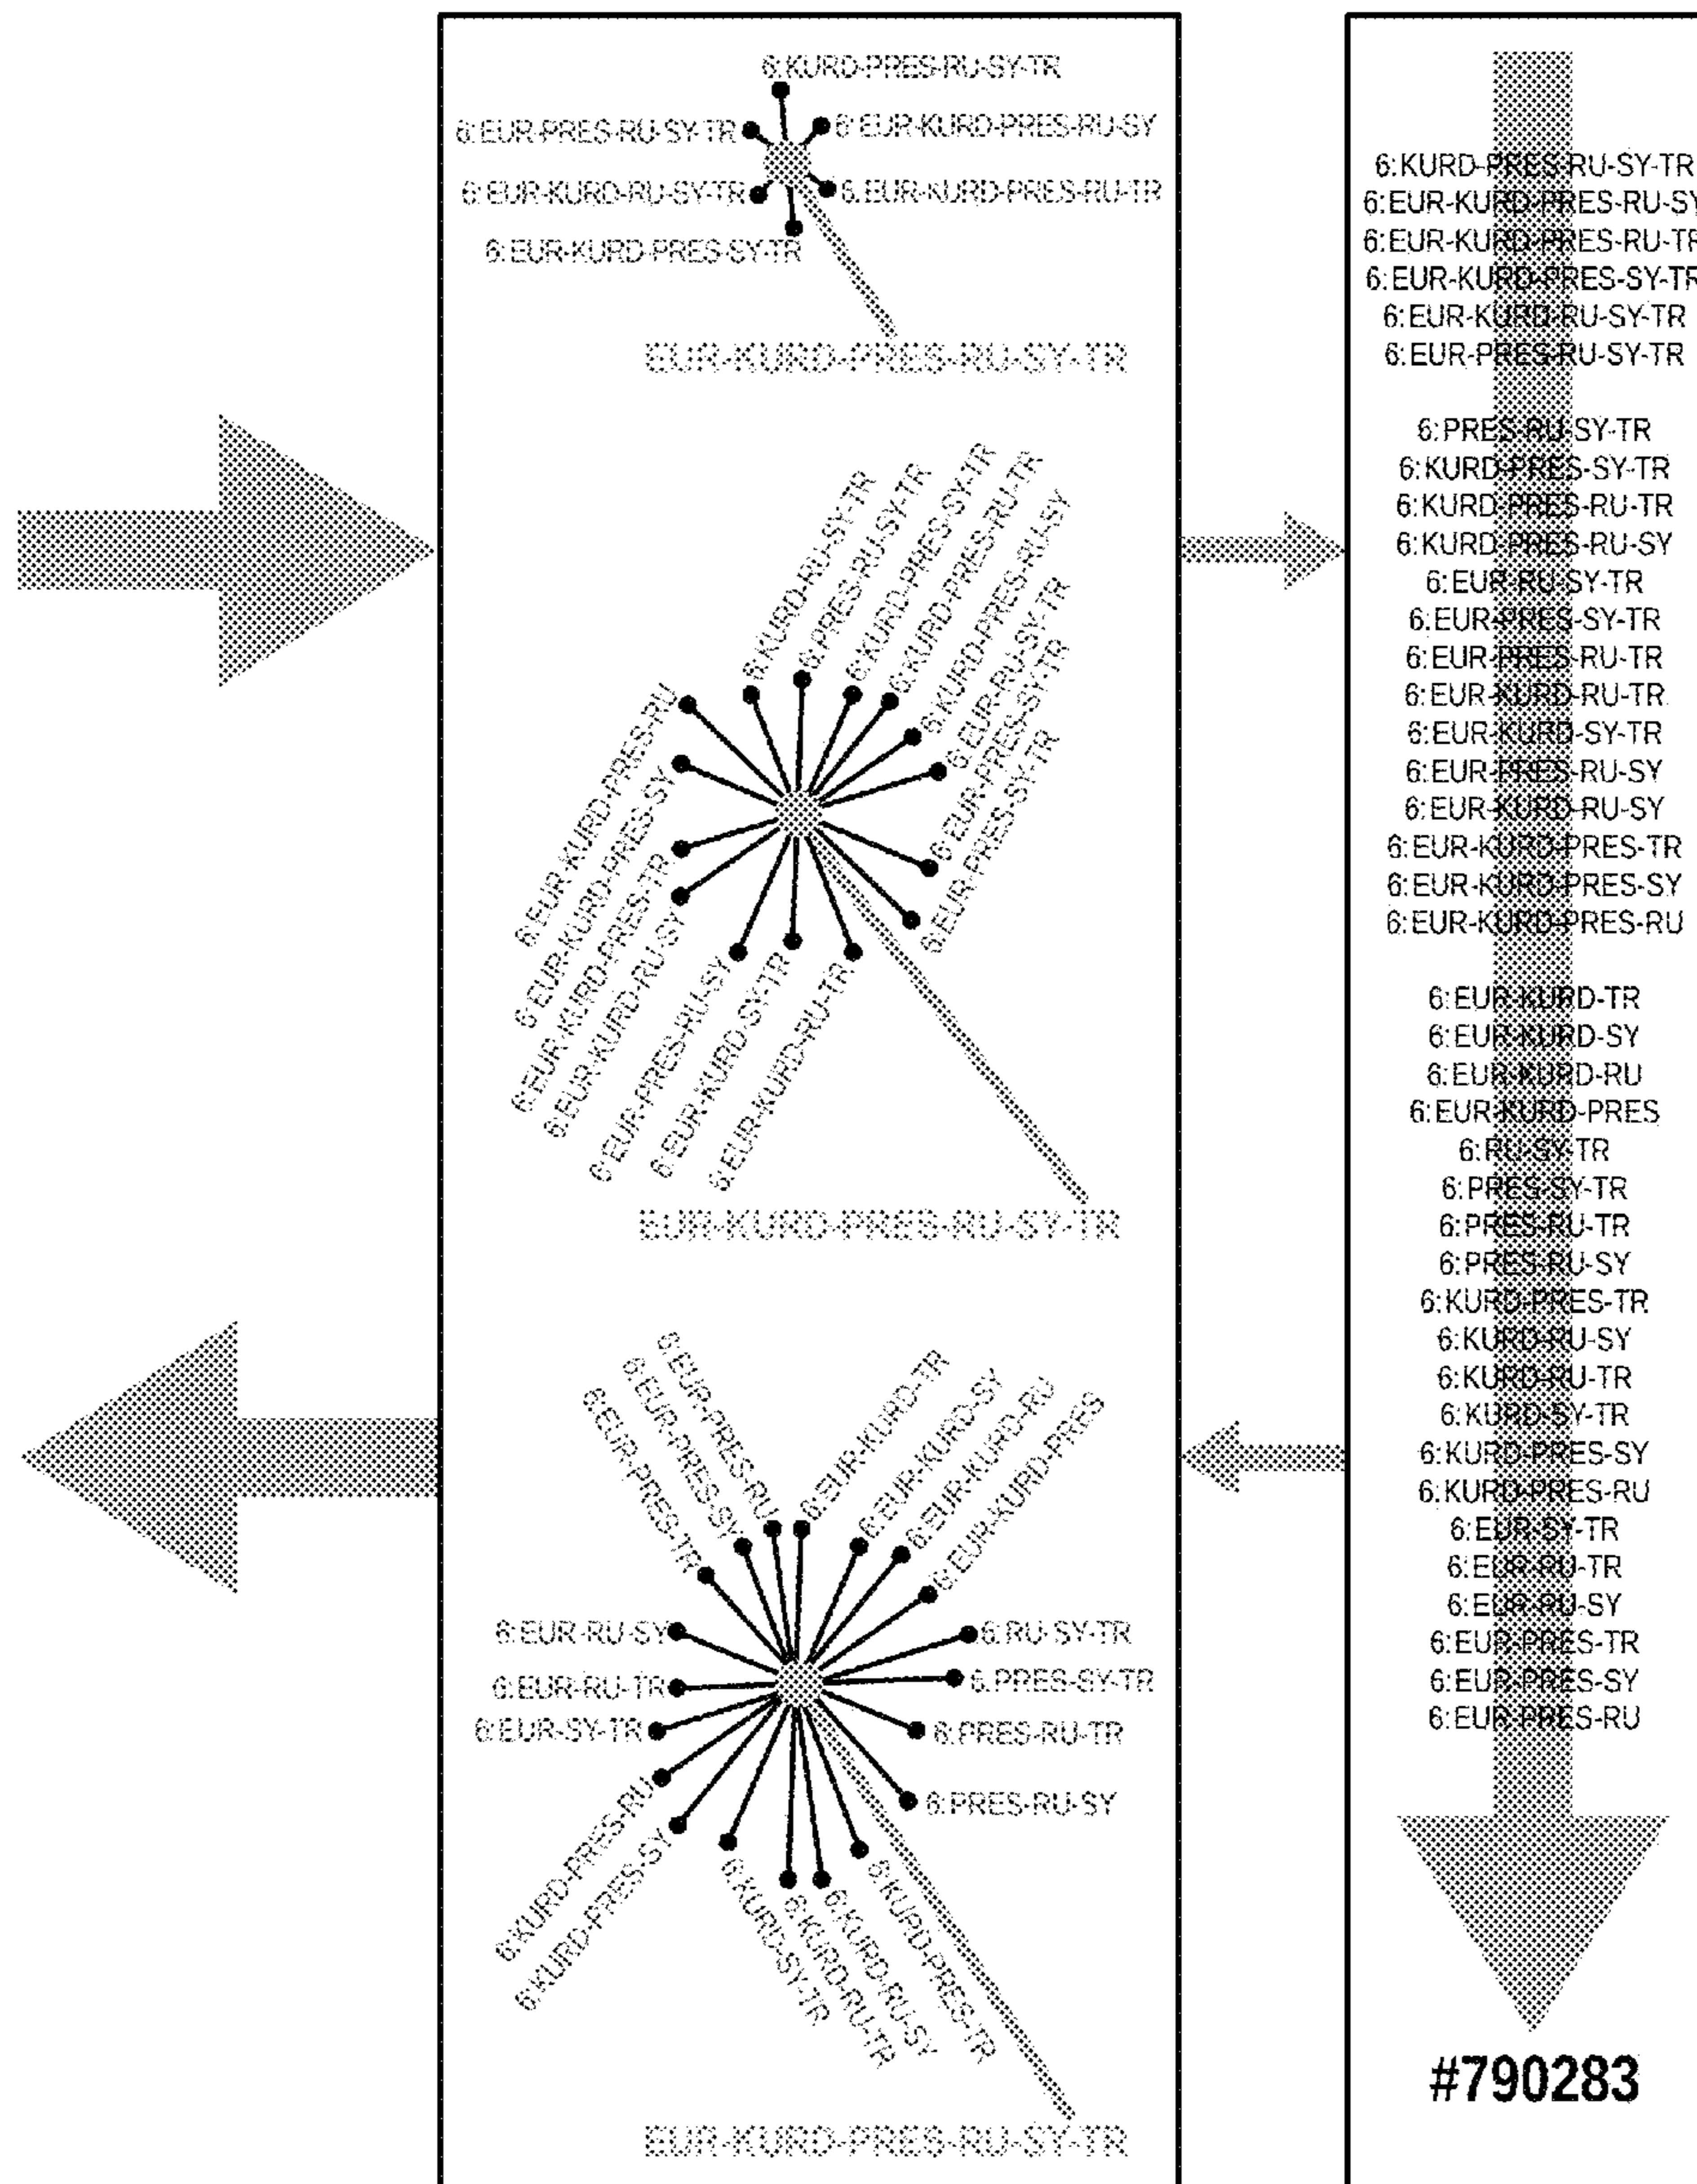 6:KURD-PRES-RU-SY-TR
6:EUR-PRES-RU-SY-TR
6:EUR-KURD-PRES-RU-SY
6:EUR-KURD-RU-SY-TR
6:EUR-KURD-PRES-RU-TR
6:EUR-KURD-PRES-SY-TR
EUR-KURD-PRES-RU-SY-TR
6:KURD-RU-SY-TR
6:PRES-RU-SY-TR
6:KURD-PRES-SY-TR
6:KURD-PRES-RU-TR
6:KURD-PRES-RU-SY
6:EUR-RU-SY-TR
6:EUR-PRES-SY-TR
6:EUR-PRES-SY-TR
6:EUR-KURD-PRES-RU
6:EUR-KURD-PRES-SY
6:EUR-KURD-PRES-TR
6:EUR-KURD-RU-SY
6:EUR-PRES-RU-SY
6:EUR-KURD-SY-TR
6:EUR-KURD-RU-TR
EUR-KURD-PRES-RU-SY-TR
6:EUR-PRES-RU
6:EUR-PRES-SY
6:EUR-PRES-TR
6:EUR-KURD-TR
6:EUR-KURD-SY
6:EUR-KURD-RU
6:EUR-KURD-PRES
6:EUR-RU-SY
6:RU-SY-TR
6:EUR-RU-TR
6:PRES-SY-TR
6:EUR-SY-TR
6:PRES-RU-TR
6:PRES-RU-SY
6:KURD-PRES-RU
6:KURD-PRES-SY
6:KURD-SY-TR
6:KURD-RU-TR
6:KURD-RU-SY
6:KURD-PRES-TR
EUR-KURD-PRES-RU-SY-TR
6:KURD-PRES-RU-SY-TR
6:EUR-KURD-PRES-RU-SY
6:EUR-KURD-PRES-RU-TR
6:EUR-KURD-PRES-SY-TR
6:EUR-KURD-RU-SY-TR
6:EUR-PRES-RU-SY-TR
6:PRES-RU-SY-TR
6:KURD-PRES-SY-TR
6:KURD-PRES-RU-TR
6:KURD-PRES-RU-SY
6:EUR-RU-SY-TR
6:EUR-PRES-SY-TR
6:EUR-PRES-RU-TR
6:EUR-KURD-RU-TR
6:EUR-KURD-SY-TR
6:EUR-PRES-RU-SY
6:EUR-KURD-RU-SY
6:EUR-KURD-PRES-TR
6:EUR-KURD-PRES-SY
6:EUR-KURD-PRES-RU
6:EUR-KURD-TR
6:EUR-KURD-SY
6:EUR-KURD-RU
6:EUR-KURD-PRES
6:RU-SY-TR
6:PRES-SY-TR
6:PRES-RU-TR
6:PRES-RU-SY
6:KURD-PRES-TR
6:KURD-RU-SY
6:KURD-RU-TR
6:KURD-SY-TR
6:KURD-PRES-SY
6:KURD-PRES-RU
6:EUR-SY-TR
6:EUR-RU-TR
6:EUR-RU-SY
6:EUR-PRES-TR
6:EUR-PRES-SY
6:EUR-PRES-RU
#790283